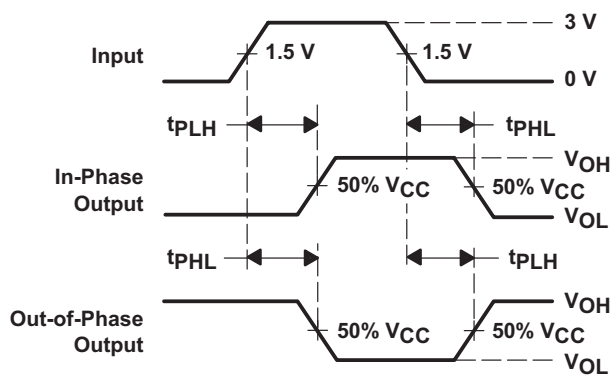 3 V
Input
1.5 V
1.5 V
0 V
tPLH
tPHL
In-Phase
Output
50% VCC
VOH
50% VCC
VOL
tPHL
tPLH
Out-of-Phase
Output
50% VCC
VOH
50% VCC
VOL